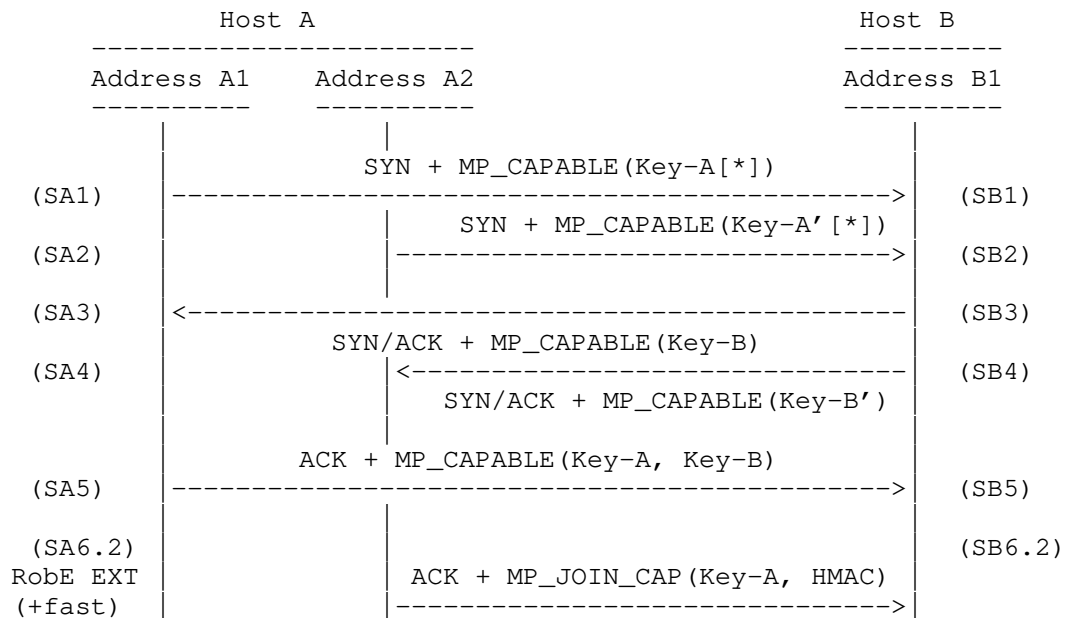 Host A Host B
------------------------ ----------
Address A1 Address A2 Address B1
---------- ---------- ----------
| | |
| SYN + MP_CAPABLE(Key-A[*]) |
(SA1) |--------------------------------------------->| (SB1)
| | SYN + MP_CAPABLE(Key-A'[*]) |
(SA2) | |------------------------------->| (SB2)
| | |
(SA3) |<---------------------------------------------| (SB3)
| SYN/ACK + MP_CAPABLE(Key-B) |
(SA4) | |<-------------------------------| (SB4)
| | SYN/ACK + MP_CAPABLE(Key-B') |
| | |
| ACK + MP_CAPABLE(Key-A, Key-B) |
(SA5) |--------------------------------------------->| (SB5)
| | |
(SA6.2) | | | (SB6.2)
RobE EXT | | ACK + MP_JOIN_CAP(Key-A, HMAC) |
(+fast) | |------------------------------->|